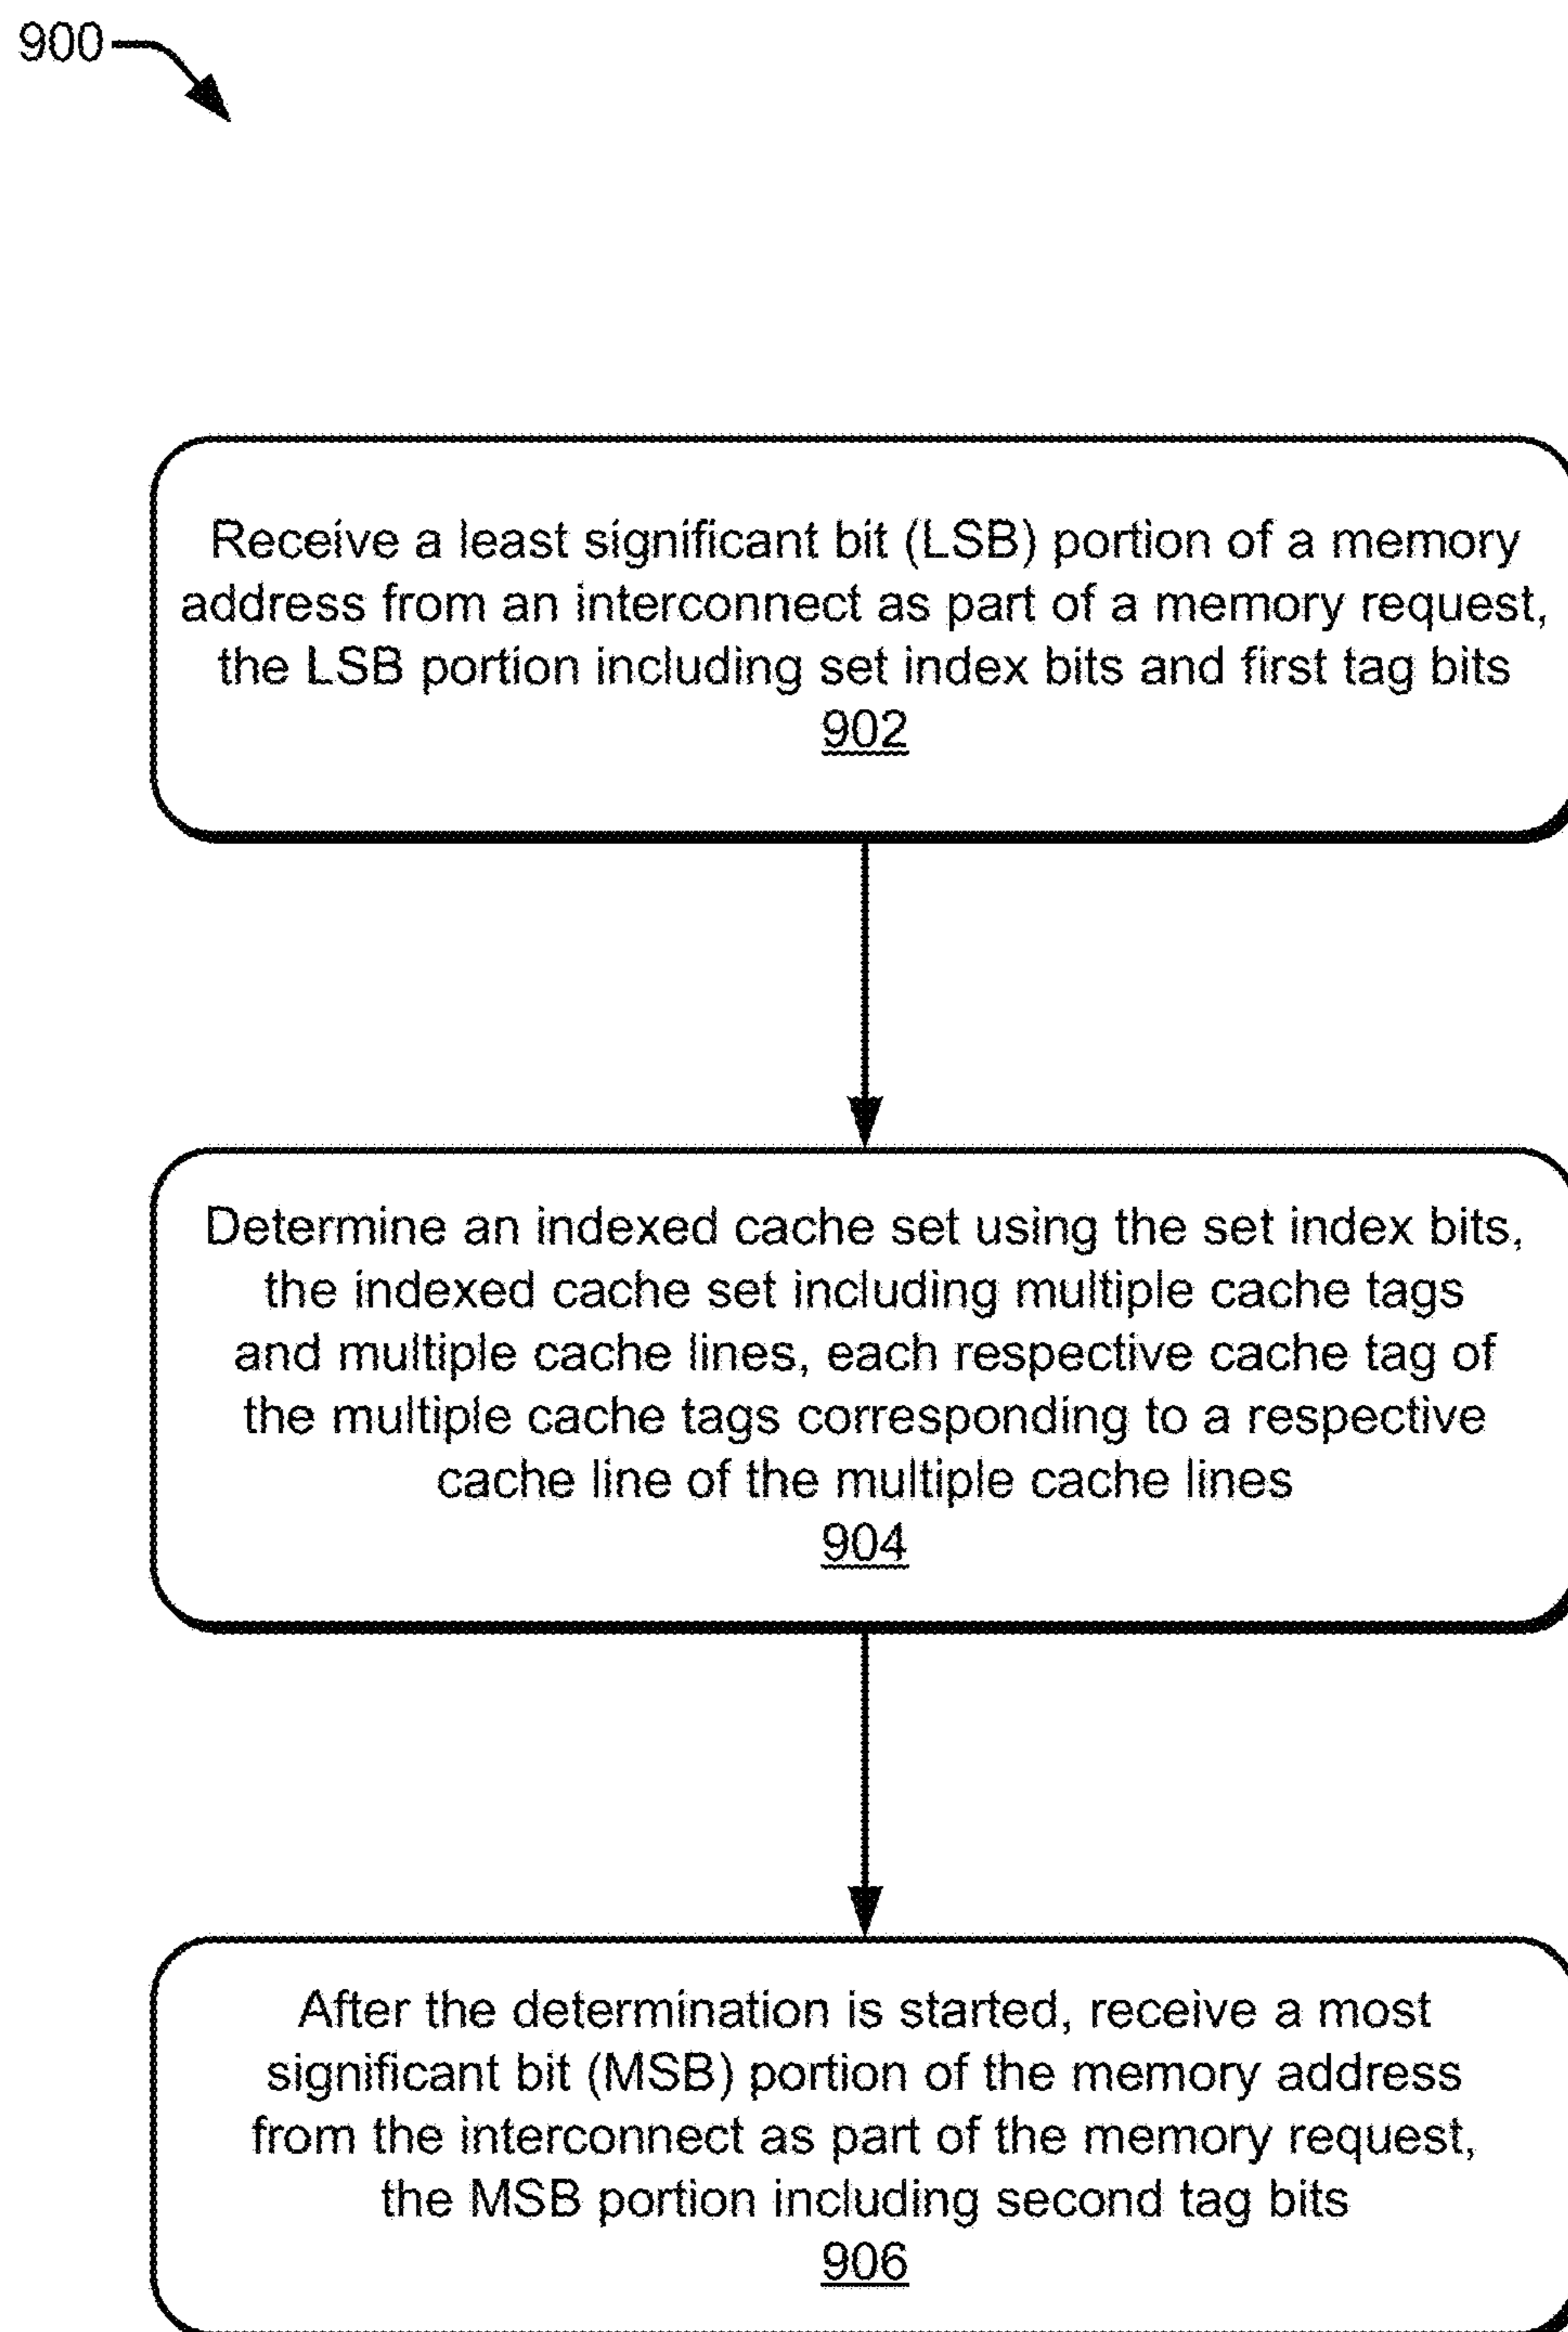 900
Receive a least significant bit (LSB) portion of a memory
address from an interconnect as part of a memory request,
the LSB portion including set index bits and first tag bits
902
Determine an indexed cache set using the set index bits,
the indexed cache set including multiple cache tags
and multiple cache lines, each respective cache tag of
the multiple cache tags corresponding to a respective
cache line of the multiple cache lines
904
After the determination is started, receive a most
significant bit (MSB) portion of the memory address
from the interconnect as part of the memory request,
the MSB portion including second tag bits
906